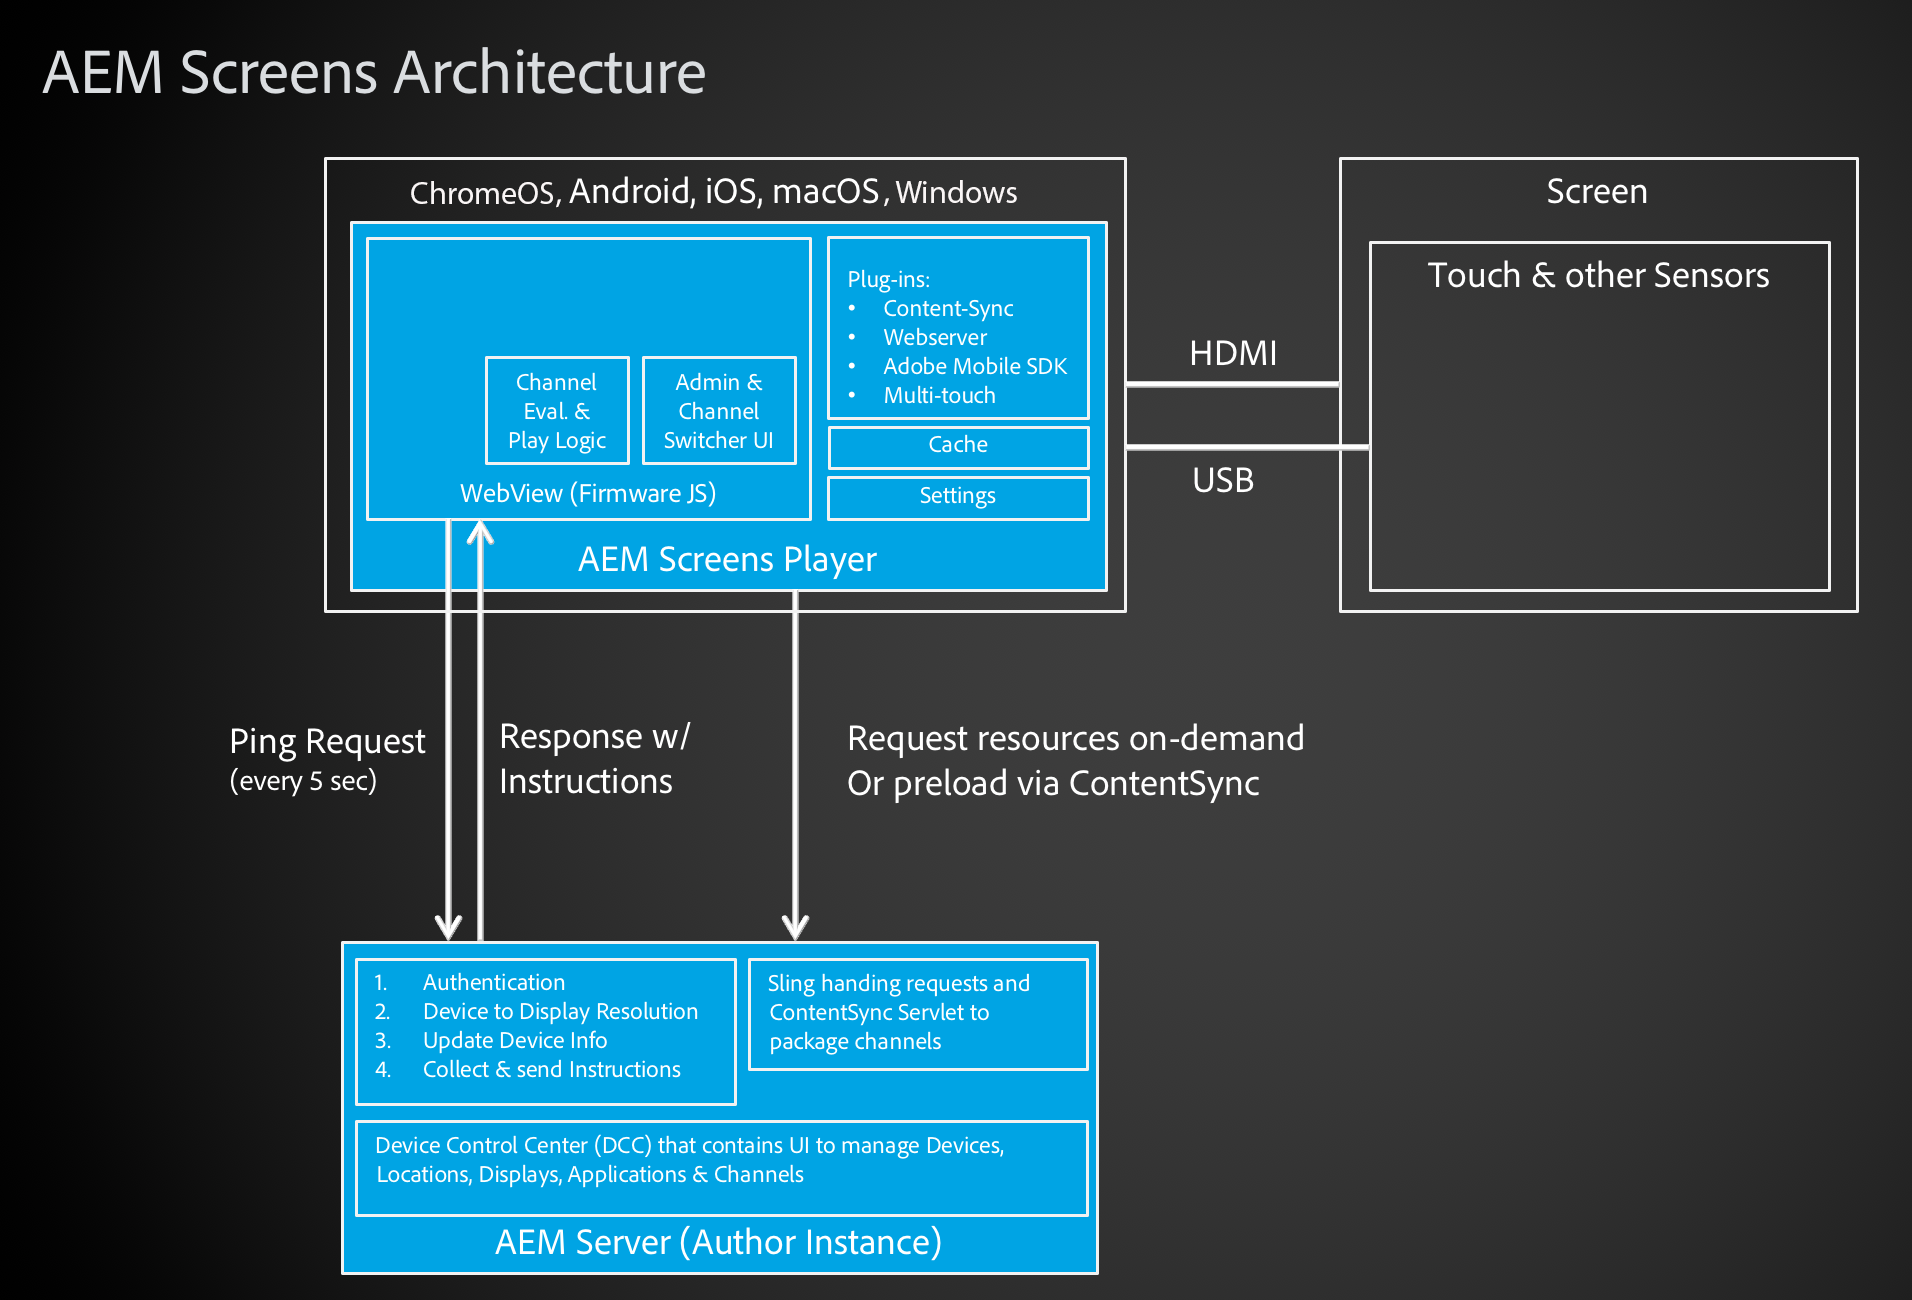 AEM Screens Architecture
ChromeOS, Android, iOS, macOS, Windows
Channel
Eval. &
Play Logic
Admin &
Channel
Switcher UI
WebView (Firmware JS)
Plug-ins:
• Content-Sync
• Webserver
• Adobe Mobile SDK
• Multi-touch
Cache
Settings
AEM Screens Player
HDMI
USB
Screen
Touch & other Sensors
Ping Request
(every 5 sec)
Response w/
Instructions
Request resources on-demand
Or preload via ContentSync
1. Authentication
2. Device to Display Resolution
3. Update Device Info
4. Collect & send Instructions
Sling handing requests and
ContentSync Servlet to
package channels
Device Control Center (DCC) that contains UI to manage Devices,
Locations, Displays, Applications & Channels
AEM Server (Author Instance)